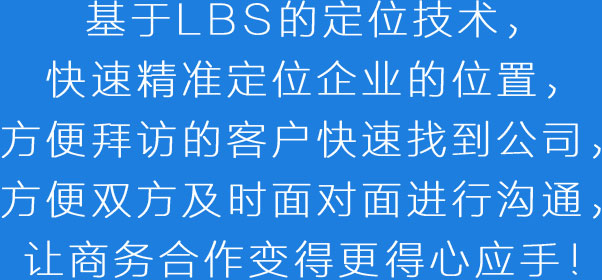 基于LBS的定位技术，
快速精准定位企业的位置，
方便拜访的客户快速找到公司，
方便双方及时面对面进行沟通，
让商务合作变得更得心应手！